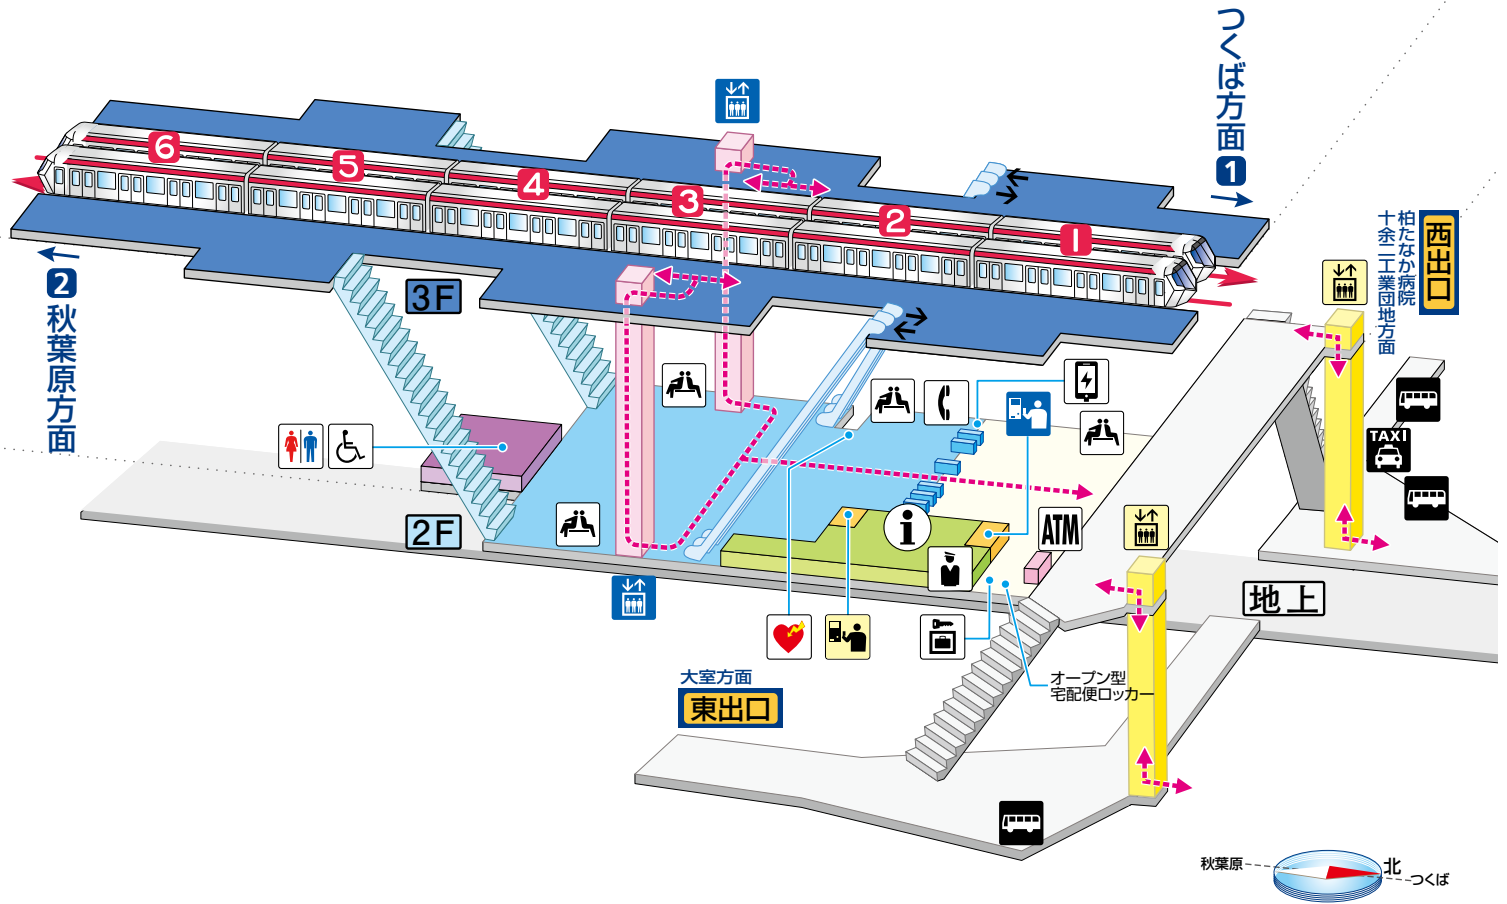 つくば方面
1
6
5
4
3
2
1
2
秋葉原方面
3F
2F
西出口
柏たなか病院
十余二工業団地方面
TAXI
i
ATM
地上
大室方面
東出口
オープン型
宅配便ロッカー
秋葉原
北
つくば